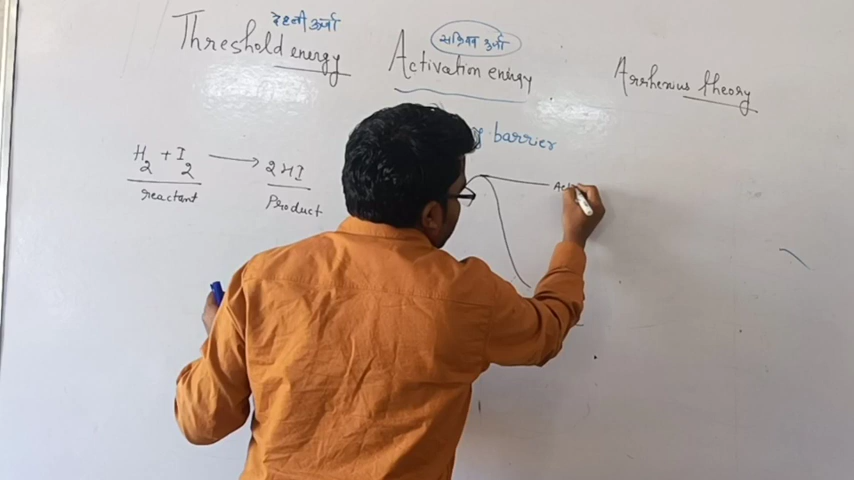 देहली ऊर्जा
Threshold energy
सक्रियण ऊर्जा
Activation energy
Arrhenius theory
barrier
H2 + I2 → 2HI
reactant
Product